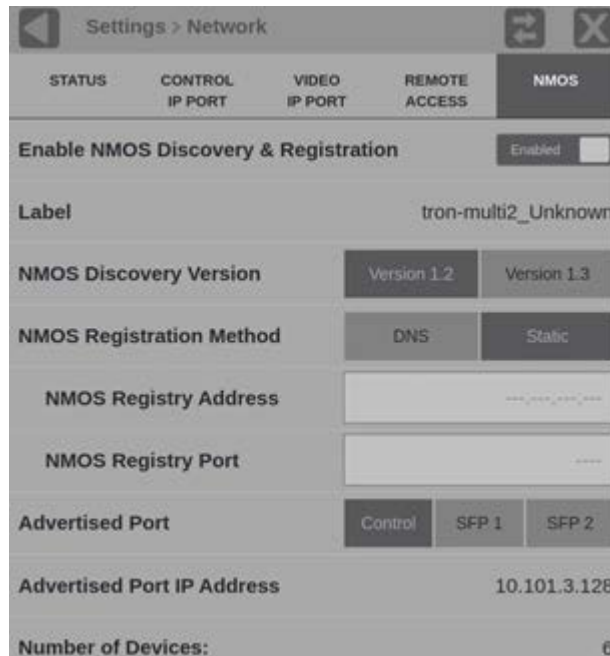 Settings > Network
STATUS
CONTROL
IP PORT
VIDEO
IP PORT
REMOTE
ACCESS
NMOS
Enable NMOS Discovery & Registration
Enabled
Label
tron-multi2_Unknown
NMOS Discovery Version
Version 1.2
Version 1.3
NMOS Registration Method
DNS
Static
NMOS Registry Address
---.---.---.---
NMOS Registry Port
----
Advertised Port
Control
SFP 1
SFP 2
Advertised Port IP Address
10.101.3.128
Number of Devices:
6